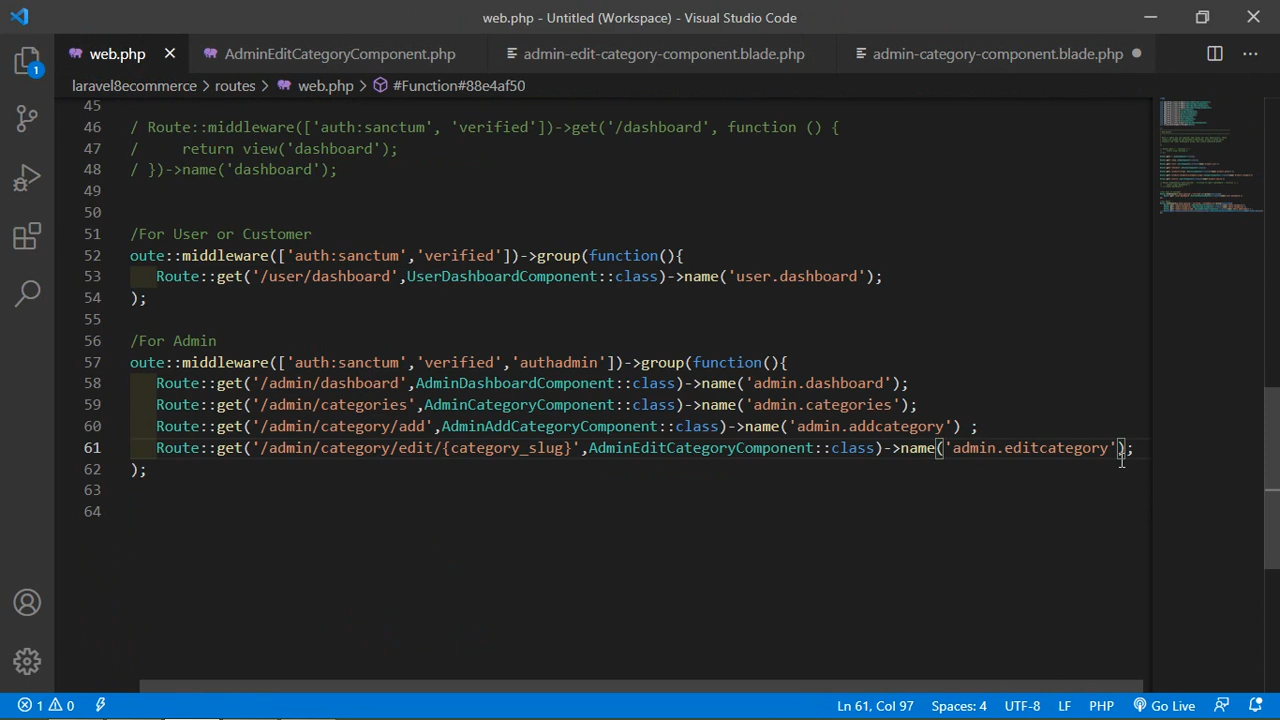 web.php - Untitled (Workspace) - Visual Studio Code
web.php AdminEditCategoryComponent.php admin-edit-category-component.blade.php admin-category-component.blade.php
laravel8ecommerce > routes > web.php > #Function#88e4af50
1
45
46 / Route::middleware(['auth:sanctum', 'verified'])->get('/dashboard', function () {
47 /     return view('dashboard');
48 / })->name('dashboard');
49
50
51 /For User or Customer
52 oute::middleware(['auth:sanctum','verified'])->group(function(){
53    Route::get('/user/dashboard',UserDashboardComponent::class)->name('user.dashboard');
54 );
55
56 /For Admin
57 oute::middleware(['auth:sanctum','verified','authadmin'])->group(function(){
58    Route::get('/admin/dashboard',AdminDashboardComponent::class)->name('admin.dashboard');
59    Route::get('/admin/categories',AdminCategoryComponent::class)->name('admin.categories');
60    Route::get('/admin/category/add',AdminAddCategoryComponent::class)->name('admin.addcategory') ;
61    Route::get('/admin/category/edit/{category_slug}',AdminEditCategoryComponent::class)->name('admin.editcategory');
62 );
63
64
1 0 Ln 61, Col 97 Spaces: 4 UTF-8 LF PHP Go Live